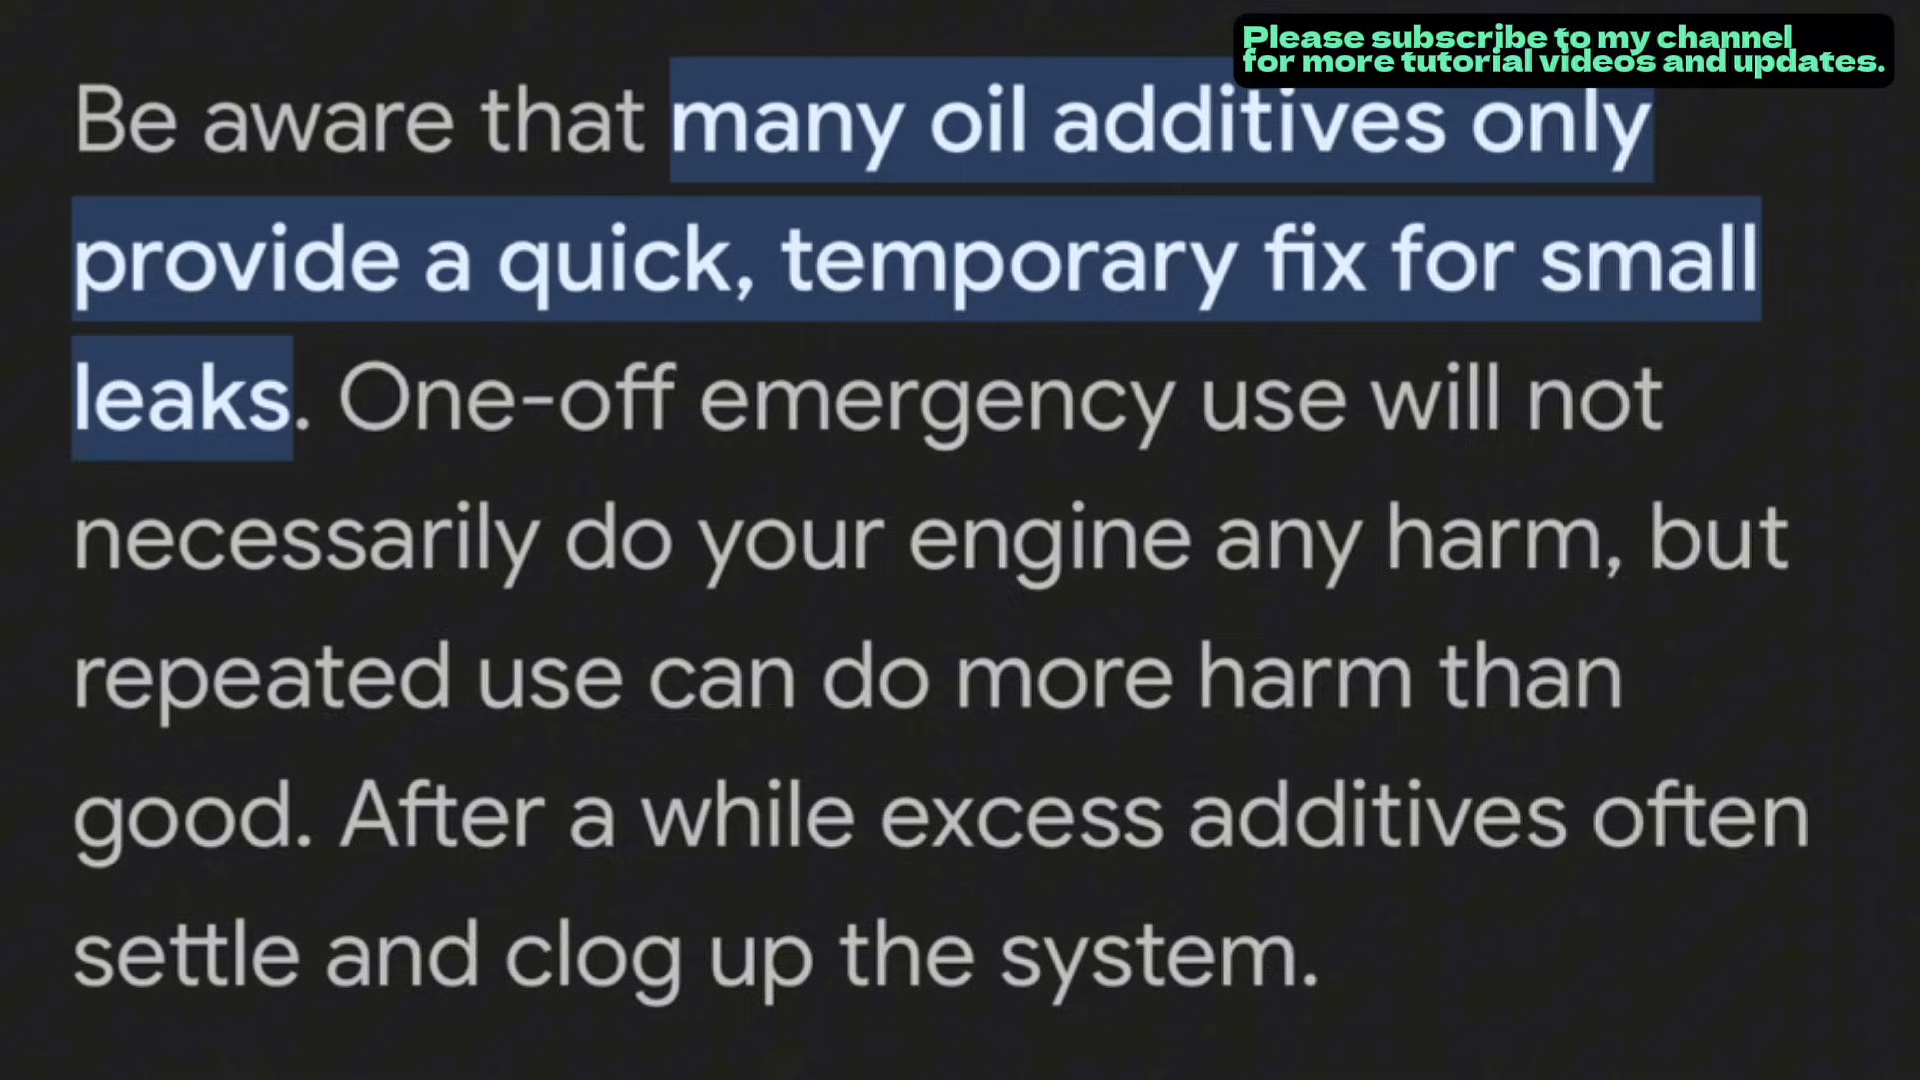 Please subscribe to my channel
for more tutorial videos and updates.
Be aware that many oil additives only
provide a quick, temporary fix for small
leaks. One-off emergency use will not
necessarily do your engine any harm, but
repeated use can do more harm than
good. After a while excess additives often
settle and clog up the system.